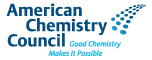 American
Chemistry
Council Good Chemistry
Makes It Possible